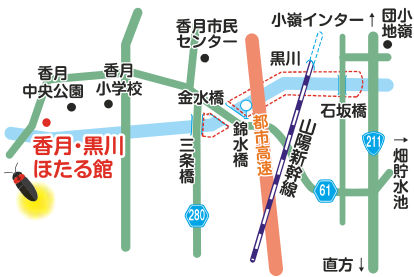 小嶺インター↑
小嶺
団地
香月市民
センター
黒川
香月
中央公園
香月
小学校
金水橋
石坂橋
香月・黒川
ほたる館
三条橋
錦水橋
都市高速
山陽新幹線
211
→畑貯水池
61
280
直方↓